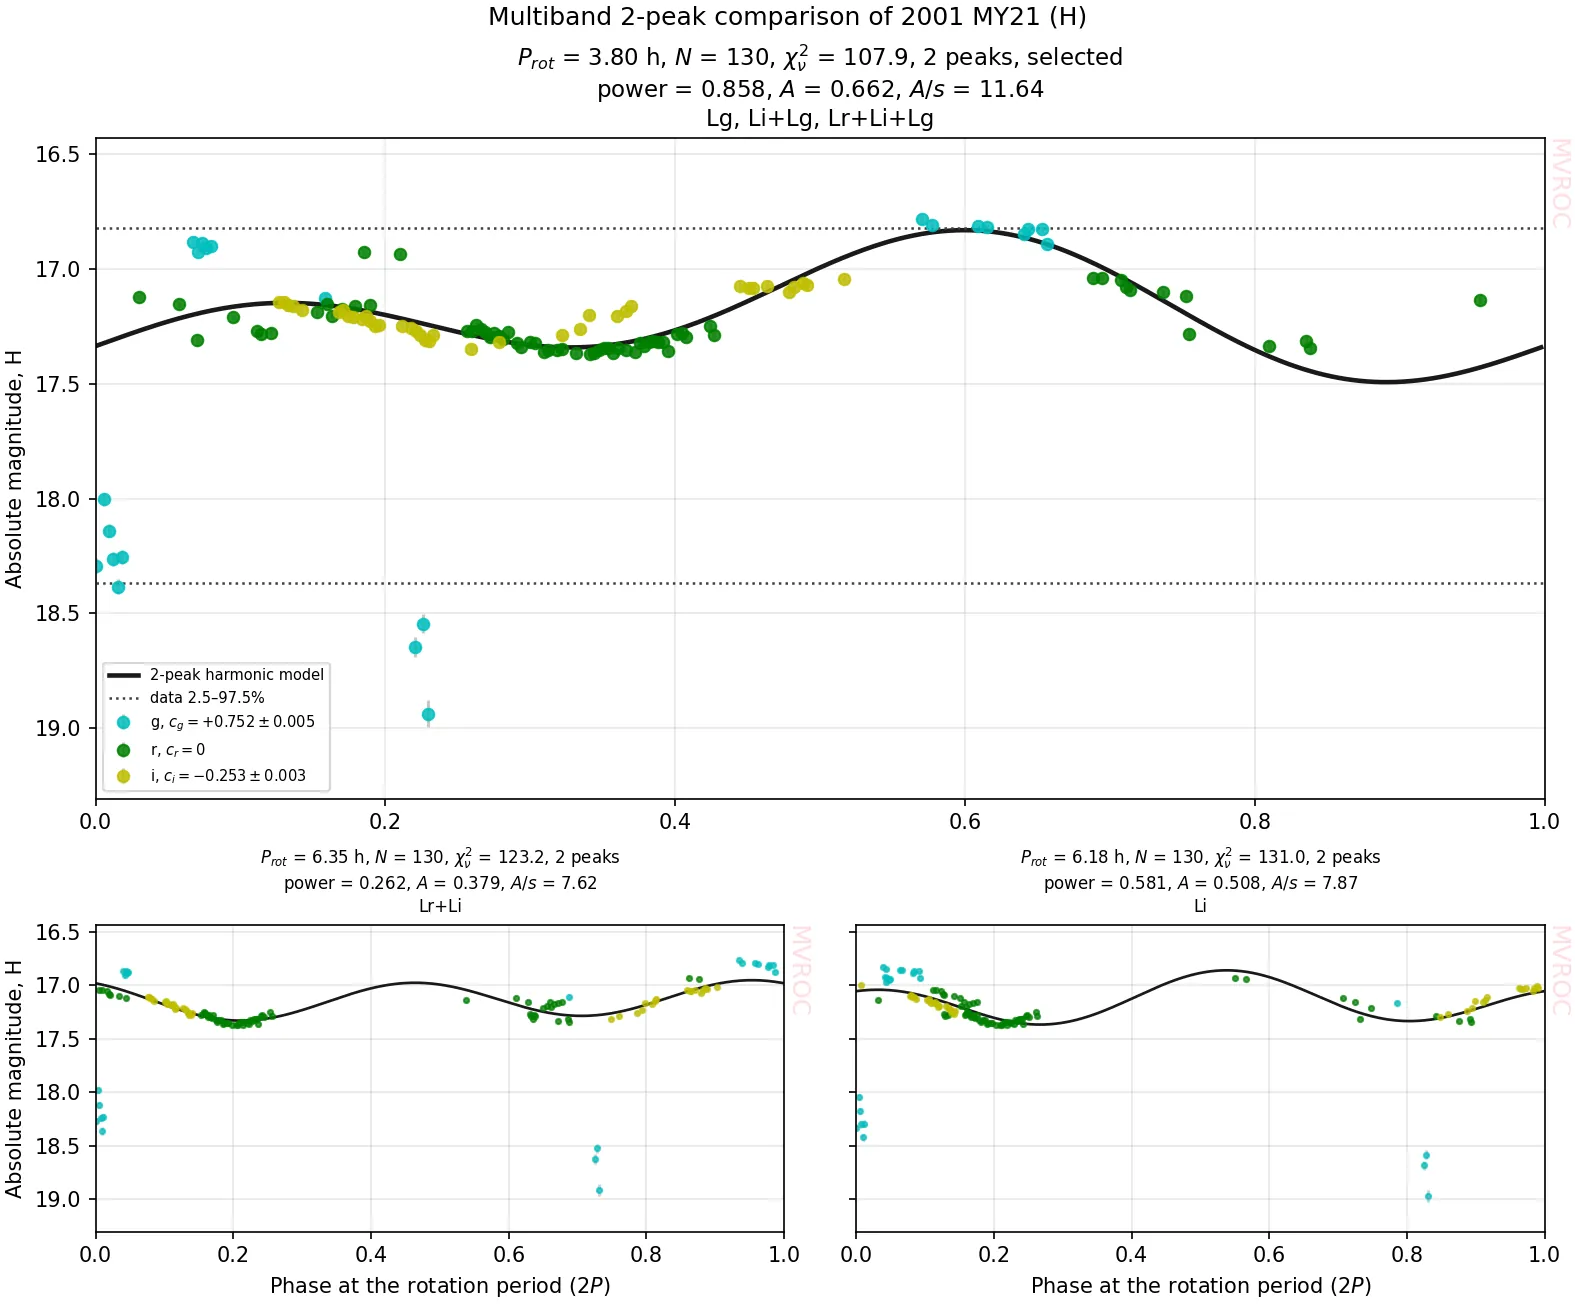 Multiband 2-peak comparison of 2001 MY21 (H)
P_rot = 3.80 h, N = 130, χ²_ν = 107.9, 2 peaks, selected
power = 0.858, A = 0.662, A/s = 11.64
Lg, Li+Lg, Lr+Li+Lg
MVROC
Absolute magnitude, H
16.5
17.0
17.5
18.0
18.5
19.0
2-peak harmonic model
data 2.5–97.5%
g, c_g = +0.752 ± 0.005
r, c_r = 0
i, c_i = −0.253 ± 0.003
0.0 0.2 0.4 0.6 0.8 1.0
P_rot = 6.35 h, N = 130, χ²_ν = 123.2, 2 peaks
power = 0.262, A = 0.379, A/s = 7.62
Lr+Li
MVROC
Absolute magnitude, H
16.5
17.0
17.5
18.0
18.5
19.0
0.0 0.2 0.4 0.6 0.8 1.0
Phase at the rotation period (2P)
P_rot = 6.18 h, N = 130, χ²_ν = 131.0, 2 peaks
power = 0.581, A = 0.508, A/s = 7.87
Li
MVROC
0.0 0.2 0.4 0.6 0.8 1.0
Phase at the rotation period (2P)